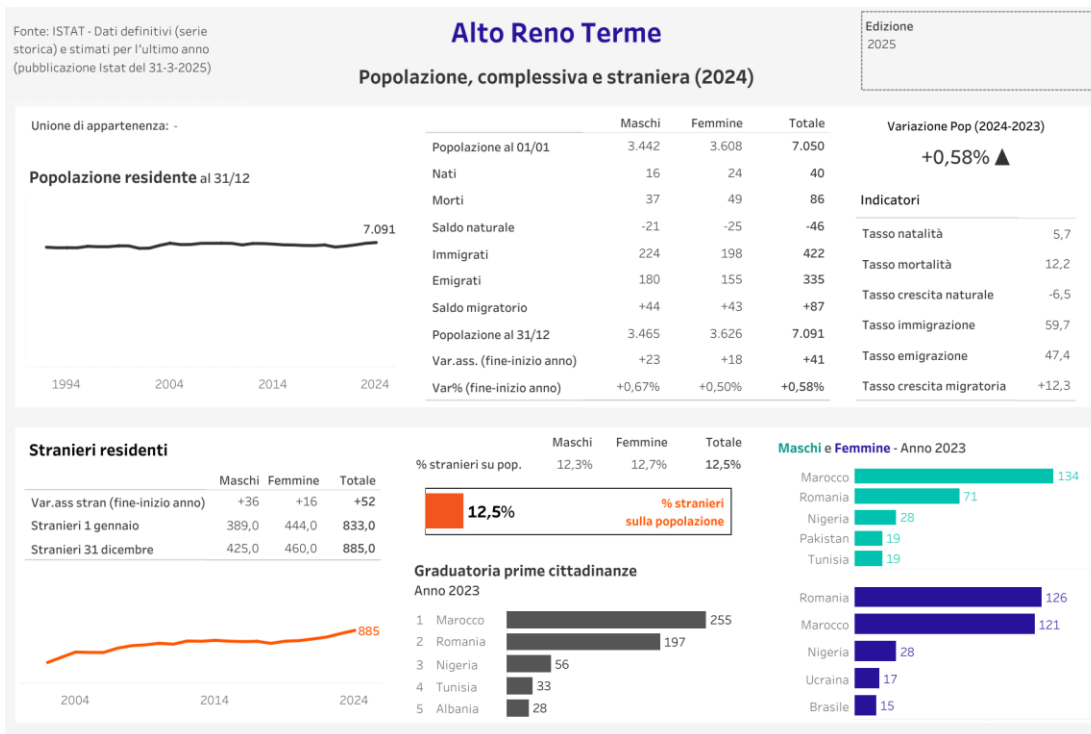 Fonte: ISTAT - Dati definitivi (serie
storica) e stimati per l'ultimo anno
(pubblicazione Istat del 31-3-2025)
Alto Reno Terme
Popolazione, complessiva e straniera (2024)
Edizione
2025
Unione di appartenenza: -
Popolazione residente al 31/12
7.091
1994 2004 2014 2024
Maschi Femmine Totale
Popolazione al 01/01 3.442 3.608 7.050
Nati 16 24 40
Morti 37 49 86
Saldo naturale -21 -25 -46
Immigrati 224 198 422
Emigrati 180 155 335
Saldo migratorio +44 +43 +87
Popolazione al 31/12 3.465 3.626 7.091
Var.ass. (fine-inizio anno) +23 +18 +41
Var% (fine-inizio anno) +0,67% +0,50% +0,58%
Variazione Pop (2024-2023)
+0,58% ▲
Indicatori
Tasso natalità 5,7
Tasso mortalità 12,2
Tasso crescita naturale -6,5
Tasso immigrazione 59,7
Tasso emigrazione 47,4
Tasso crescita migratoria +12,3
Stranieri residenti
Maschi Femmine Totale
Var.ass stran (fine-inizio anno) +36 +16 +52
Stranieri 1 gennaio 389,0 444,0 833,0
Stranieri 31 dicembre 425,0 460,0 885,0
885
2004 2014 2024
Maschi Femmine Totale
% stranieri su pop. 12,3% 12,7% 12,5%
12,5%
% stranieri
sulla popolazione
Graduatoria prime cittadinanze
Anno 2023
1 Marocco 255
2 Romania 197
3 Nigeria 56
4 Tunisia 33
5 Albania 28
Maschi e Femmine - Anno 2023
Marocco 134
Romania 71
Nigeria 28
Pakistan 19
Tunisia 19
Romania 126
Marocco 121
Nigeria 28
Ucraina 17
Brasile 15